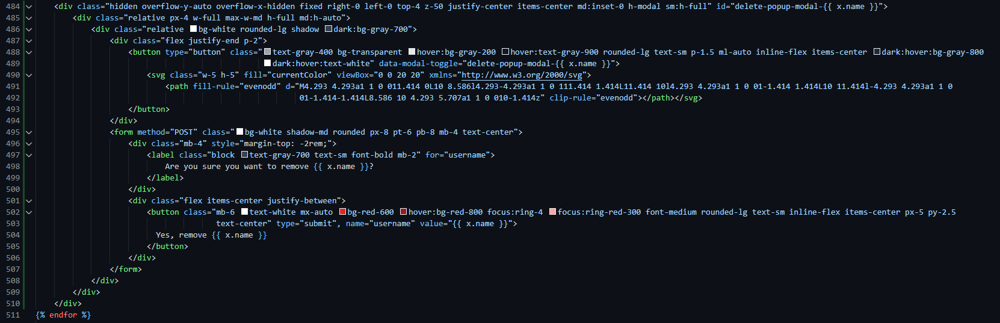 484 <div class="hidden overflow-y-auto overflow-x-hidden fixed right-0 left-0 top-4 z-50 justify-center items-center md:inset-0 h-modal sm:h-full" id="delete-popup-modal-{{ x.name }}">
485 <div class="relative px-4 w-full max-w-md h-full md:h-auto">
486 <div class="relative bg-white rounded-lg shadow dark:bg-gray-700">
487 <div class="flex justify-end p-2">
488 <button type="button" class="text-gray-400 bg-transparent hover:bg-gray-200 hover:text-gray-900 rounded-lg text-sm p-1.5 ml-auto inline-flex items-center dark:hover:bg-gray-800
489 dark:hover:text-white" data-modal-toggle="delete-popup-modal-{{ x.name }}">
490 <svg class="w-5 h-5" fill="currentColor" viewBox="0 0 20 20" xmlns="http://www.w3.org/2000/svg">
491 <path fill-rule="evenodd" d="M4.293 4.293a1 1 0 011.414 0L10 8.586l4.293-4.293a1 1 0 111.414 1.414L11.414 10l4.293 4.293a1 1 0 01-1.414 1.414L10 11.414l-4.293 4.293a1 1 0
492 01-1.414-1.414L8.586 10 4.293 5.707a1 1 0 010-1.414z" clip-rule="evenodd"></path></svg>
493 </button>
494 </div>
495 <form method="POST" class="bg-white shadow-md rounded px-8 pt-6 pb-8 mb-4 text-center">
496 <div class="mb-4" style="margin-top: -2rem;">
497 <label class="block text-gray-700 text-sm font-bold mb-2" for="username">
498 Are you sure you want to remove {{ x.name }}?
499 </label>
500 </div>
501 <div class="flex items-center justify-between">
502 <button class="mb-6 text-white mx-auto bg-red-600 hover:bg-red-800 focus:ring-4 focus:ring-red-300 font-medium rounded-lg text-sm inline-flex items-center px-5 py-2.5
503 text-center" type="submit", name="username" value="{{ x.name }}">
504 Yes, remove {{ x.name }}
505 </button>
506 </div>
507 </form>
508 </div>
509 </div>
510 </div>
511 {% endfor %}